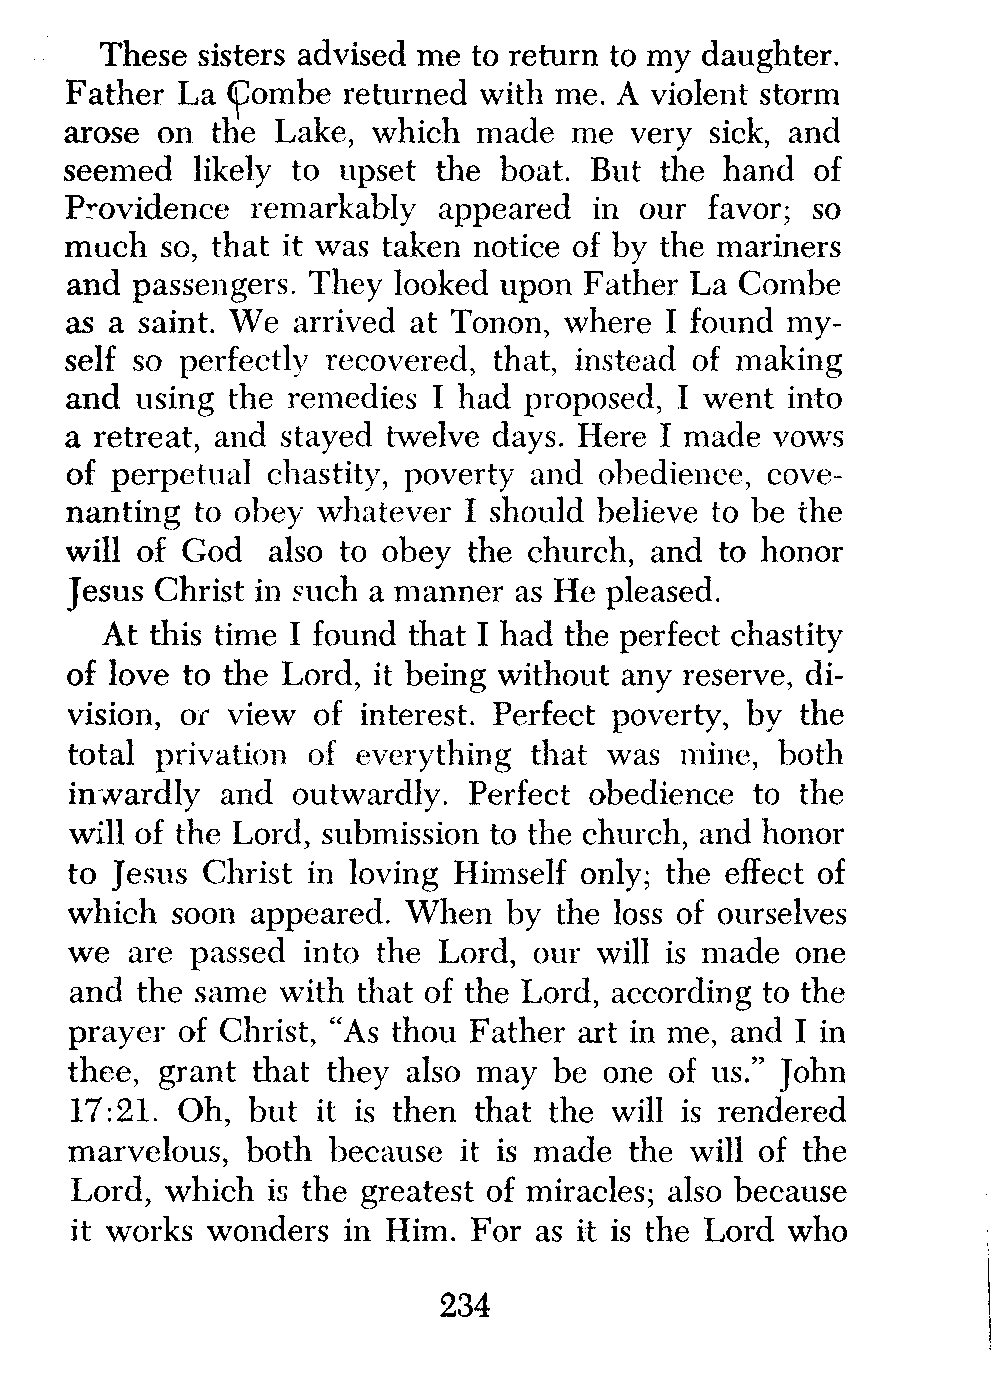 These sisters advised me to return to my daughter.
Father La Combe returned with me. A violent storm
arose on the Lake, which made me very sick, and
seemed likely to upset the boat. But the hand of
Providence remarkably appeared in our favor; so
much so, that it was taken notice of by the mariners
and passengers. They looked upon Father La Combe
as a saint. We arrived at Tonon, where I found my-
self so perfectly recovered, that, instead of making
and using the remedies I had proposed, I went into
a retreat, and stayed twelve days. Here I made vows
of perpetual chastity, poverty and obedience, cove-
nanting to obey whatever I should believe to be the
will of God also to obey the church, and to honor
Jesus Christ in such a manner as He pleased.
At this time I found that I had the perfect chastity
of love to the Lord, it being without any reserve, di-
vision, or view of interest. Perfect poverty, by the
total privation of everything that was mine, both
inwardly and outwardly. Perfect obedience to the
will of the Lord, submission to the church, and honor
to Jesus Christ in loving Himself only; the effect of
which soon appeared. When by the loss of ourselves
we are passed into the Lord, our will is made one
and the same with that of the Lord, according to the
prayer of Christ, “As thou Father art in me, and I in
thee, grant that they also may be one of us.” John
17:21. Oh, but it is then that the will is rendered
marvelous, both because it is made the will of the
Lord, which is the greatest of miracles; also because
it works wonders in Him. For as it is the Lord who
234